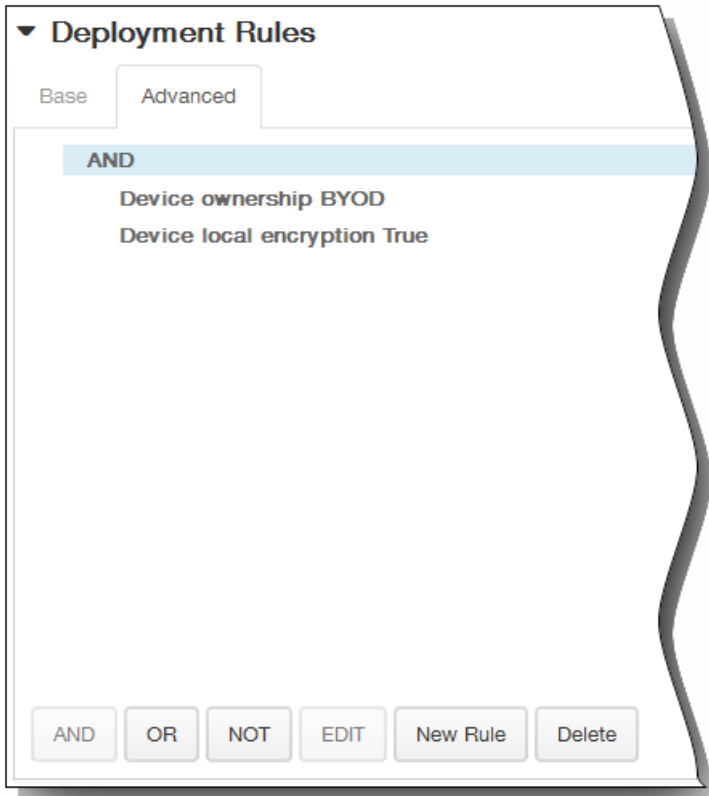 Deployment Rules
Base Advanced
AND
Device ownership BYOD
Device local encryption True
AND OR NOT EDIT New Rule Delete